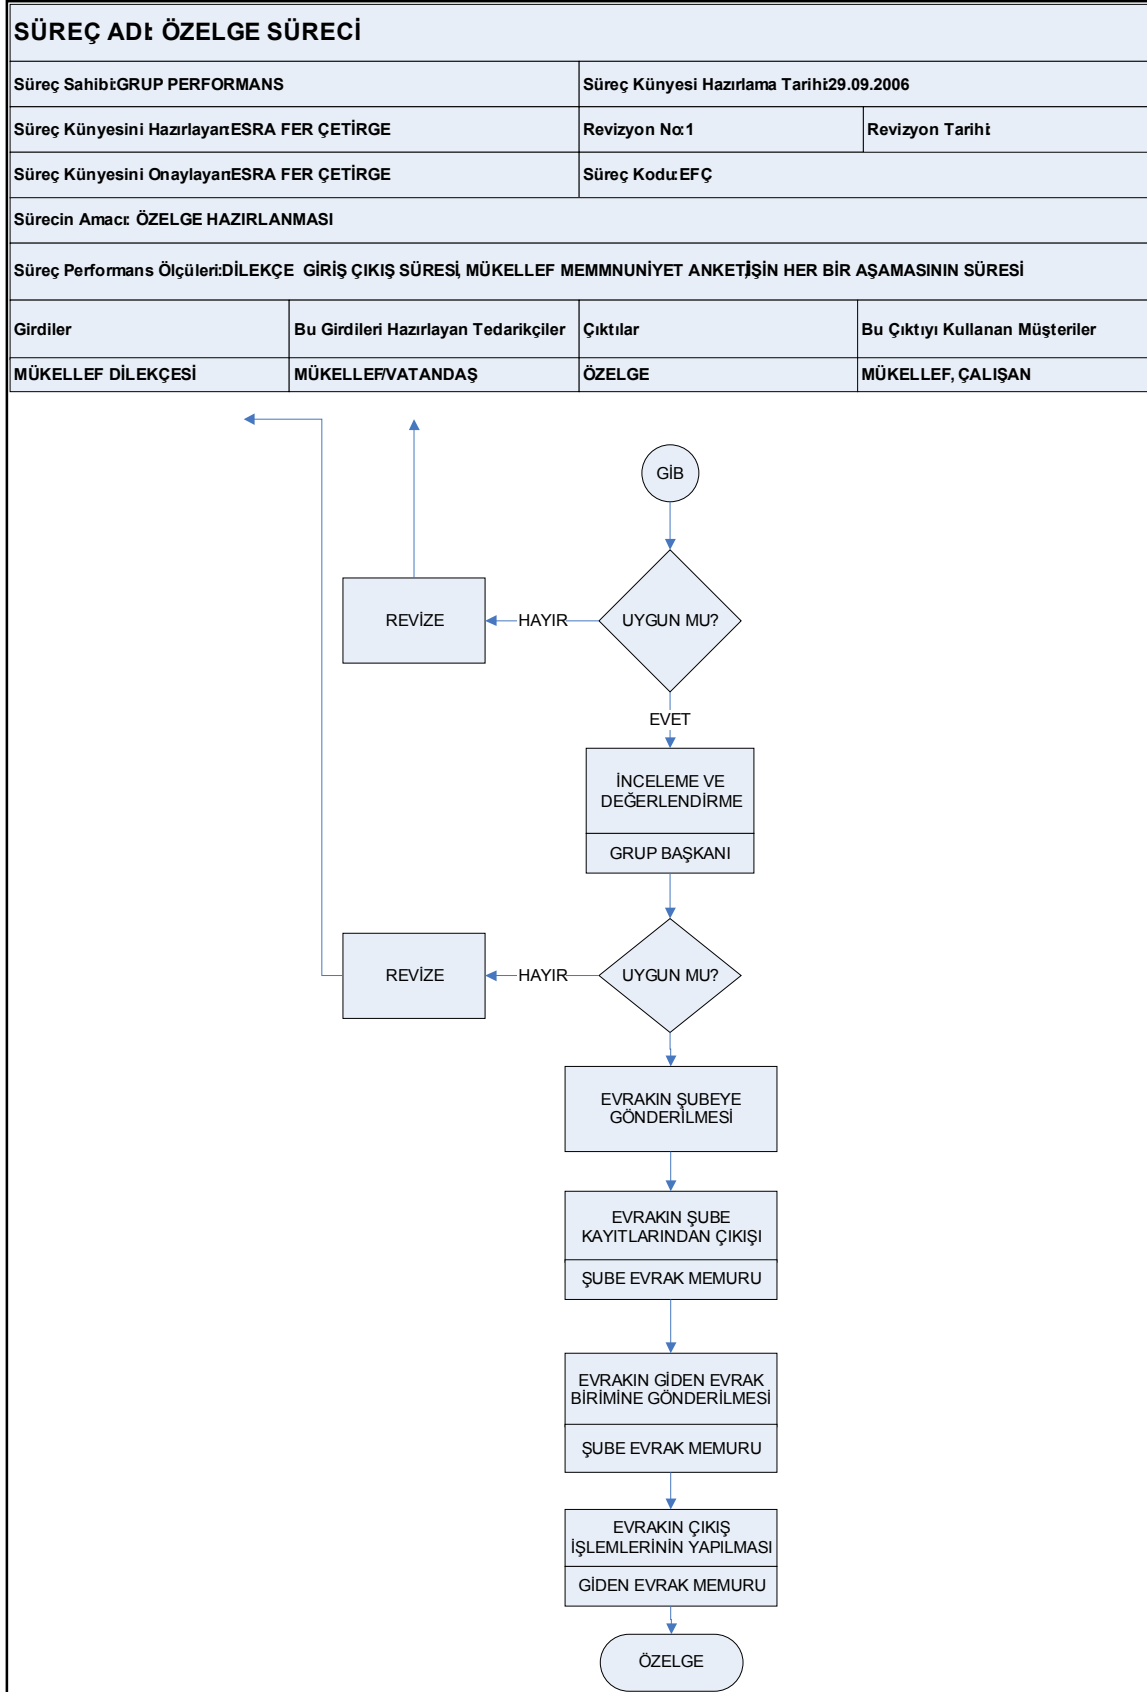 SÜREÇ ADI: ÖZELGE SÜRECİ
Süreç Sahibi:GRUP PERFORMANS
Süreç Künyesi Hazırlama Tarihi:29.09.2006
Süreç Künyesini Hazırlayan:ESRA FER ÇETİRGE
Revizyon No:1
Revizyon Tarihi:
Süreç Künyesini Onaylayan:ESRA FER ÇETİRGE
Süreç Kodu:EFÇ
Sürecin Amacı: ÖZELGE HAZIRLANMASI
Süreç Performans Ölçüleri:DİLEKÇE GİRİŞ ÇIKIŞ SÜRESİ, MÜKELLEF MEMMNUNİYET ANKETİ,İŞİN HER BİR AŞAMASININ SÜRESİ
Girdiler
Bu Girdileri Hazırlayan Tedarikçiler
Çıktılar
Bu Çıktıyı Kullanan Müşteriler
MÜKELLEF DİLEKÇESİ
MÜKELLEF/VATANDAŞ
ÖZELGE
MÜKELLEF, ÇALIŞAN
GİB
REVİZE
HAYIR
UYGUN MU?
EVET
İNCELEME VE
DEĞERLENDİRME
GRUP BAŞKANI
REVİZE
HAYIR
UYGUN MU?
EVRAKIN ŞUBEYE
GÖNDERİLMESİ
EVRAKIN ŞUBE
KAYITLARINDAN ÇIKIŞI
ŞUBE EVRAK MEMURU
EVRAKIN GİDEN EVRAK
BİRİMİNE GÖNDERİLMESİ
ŞUBE EVRAK MEMURU
EVRAKIN ÇIKIŞ
İŞLEMLERİNİN YAPILMASI
GİDEN EVRAK MEMURU
ÖZELGE